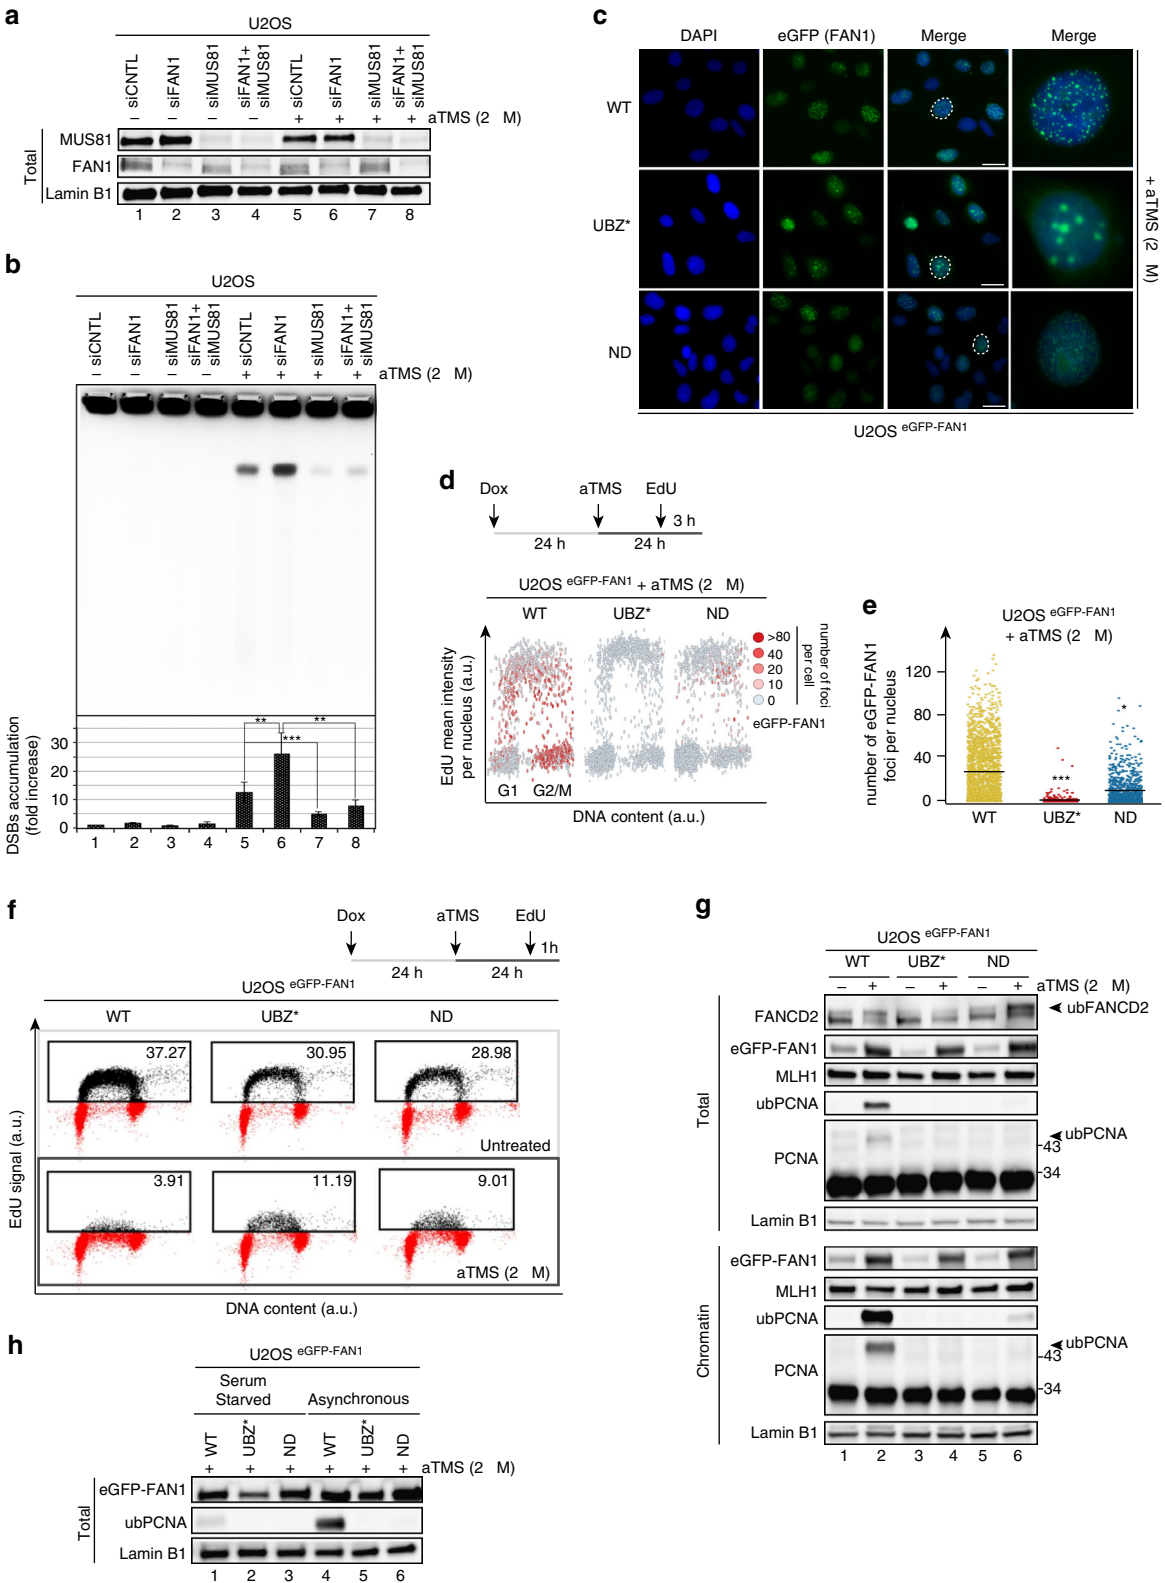 a
U2OS
siCNTL
siFAN1
siMUS81
siFAN1+
siMUS81
siCNTL
siFAN1
siMUS81
siFAN1+
siMUS81
– – – – + + + + aTMS (2 M)
Total
MUS81
FAN1
Lamin B1
1 2 3 4 5 6 7 8
b
U2OS
siCNTL
siFAN1
siMUS81
siFAN1+
siMUS81
siCNTL
siFAN1
siMUS81
siFAN1+
siMUS81
– – – – + + + + aTMS (2 M)
DSBs accumulation
(fold increase)
30
20
10
0
** ** ***
1 2 3 4 5 6 7 8
c
DAPI eGFP (FAN1) Merge Merge
WT
UBZ*
ND
+ aTMS (2 M)
U2OS eGFP-FAN1
d
Dox aTMS EdU
3 h
24 h 24 h
U2OS eGFP-FAN1 + aTMS (2 M)
WT UBZ* ND
EdU mean intensity
per nucleus (a.u.)
G1 G2/M
DNA content (a.u.)
>80
40
20
10
0
number of foci
per cell
eGFP-FAN1
e
U2OS eGFP-FAN1
+ aTMS (2 M)
number of eGFP-FAN1
foci per nucleus
120
80
40
0
***
*
WT UBZ* ND
f
Dox aTMS EdU
1h
24 h 24 h
U2OS eGFP-FAN1
WT UBZ* ND
37.27 30.95 28.98
Untreated
3.91 11.19 9.01
aTMS (2 M)
EdU signal (a.u.)
DNA content (a.u.)
g
U2OS eGFP-FAN1
WT UBZ* ND
– + – + – + aTMS (2 M)
Total
FANCD2 ubFANCD2
eGFP-FAN1
MLH1
ubPCNA
PCNA ubPCNA
43
34
Lamin B1
Chromatin
eGFP-FAN1
MLH1
ubPCNA
PCNA ubPCNA
43
34
Lamin B1
1 2 3 4 5 6
h
U2OS eGFP-FAN1
Serum
Starved Asynchronous
WT UBZ* ND WT UBZ* ND
+ + + + + + aTMS (2 M)
Total
eGFP-FAN1
ubPCNA
Lamin B1
1 2 3 4 5 6